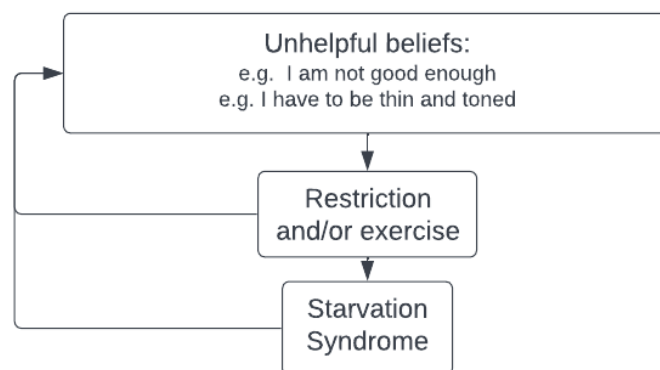 Unhelpful beliefs:
e.g. I am not good enough
e.g. I have to be thin and toned
Restriction
and/or exercise
Starvation
Syndrome